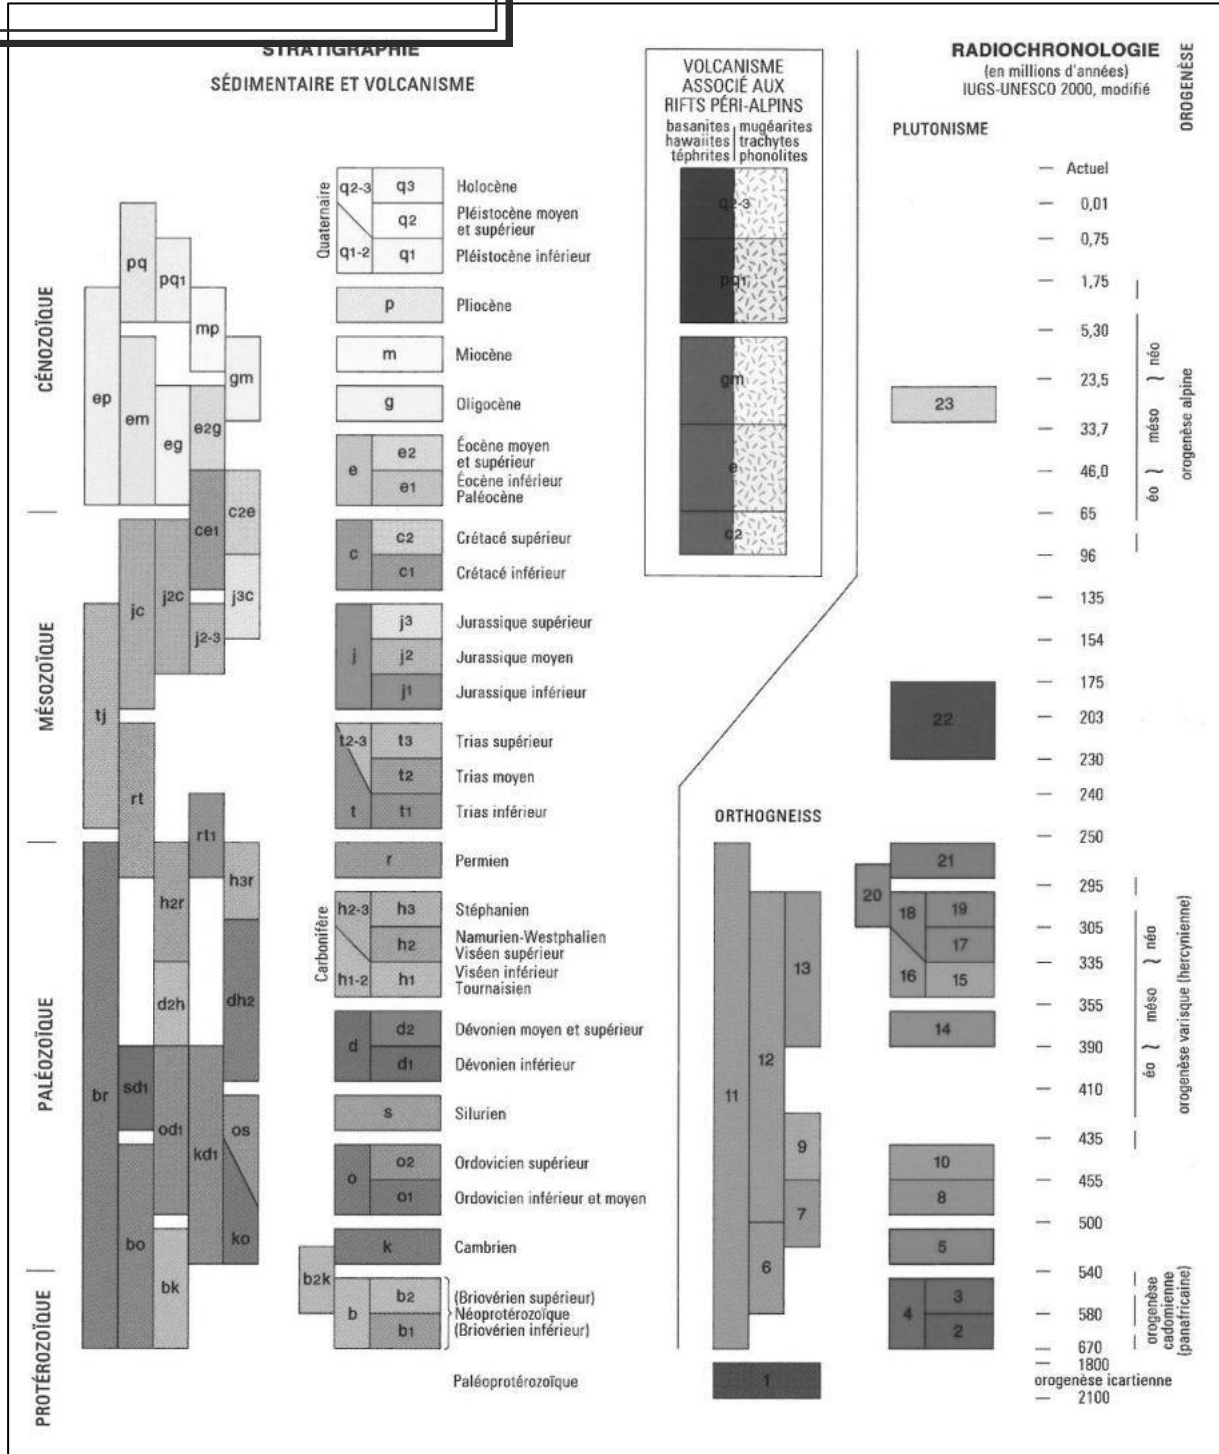 STRATIGRAPHIE
SÉDIMENTAIRE ET VOLCANISME
VOLCANISME
ASSOCIÉ AUX
RIFTS PÉRI-ALPINS
basanites mugéarites
hawaiites trachytes
téphrites phonolites
RADIOCHRONOLOGIE
(en millions d'années)
IUGS-UNESCO 2000, modifié
OROGENÈSE
PLUTONISME
CÉNOZOÏQUE
MÉSOZOÏQUE
PALÉOZOÏQUE
PROTÉROZOÏQUE
pq
pq1
mp
gm
ep
em
eg
e2g
ce1
c2e
jc
j2c
j3c
j2-3
tj
rt
rt1
h2r
h3r
d2h
dh2
br
sd1
od1
kd1
os
ko
bo
bk
Quaternaire
q2-3 q3 Holocène
q2 Pléistocène moyen
et supérieur
q1-2 q1 Pléistocène inférieur
p Pliocène
m Miocène
g Oligocène
e e2 Éocène moyen
et supérieur
e1 Éocène inférieur
Paléocène
c c2 Crétacé supérieur
c1 Crétacé inférieur
j j3 Jurassique supérieur
j2 Jurassique moyen
j1 Jurassique inférieur
t2-3 t3 Trias supérieur
t2 Trias moyen
t t1 Trias inférieur
r Permien
Carbonifère
h2-3 h3 Stéphanien
h2 Namurien-Westphalien
Viséen supérieur
h1-2 h1 Viséen inférieur
Tournaisien
d d2 Dévonien moyen et supérieur
d1 Dévonien inférieur
s Silurien
o o2 Ordovicien supérieur
o1 Ordovicien inférieur et moyen
k Cambrien
b2k
b b2 (Briovérien supérieur)
Néoprotérozoïque
b1 (Briovérien inférieur)
Paléoprotérozoïque
q2-3
pq1
gm
e
c2
ORTHOGNEISS
11
12
13
9
7
6
1
23
22
21
20
18 19
17
16 15
14
10
8
5
4 3
2
Actuel
0,01
0,75
1,75
5,30
23,5
33,7
46,0
65
96
135
154
175
203
230
240
250
295
305
335
355
390
410
435
455
500
540
580
670
1800
orogenèse icartienne
2100
éo ~ méso ~ néo
orogenèse alpine
éo ~ méso ~ néo
orogenèse varisque (hercynienne)
orogenèse
cadomienne
(panafricaine)